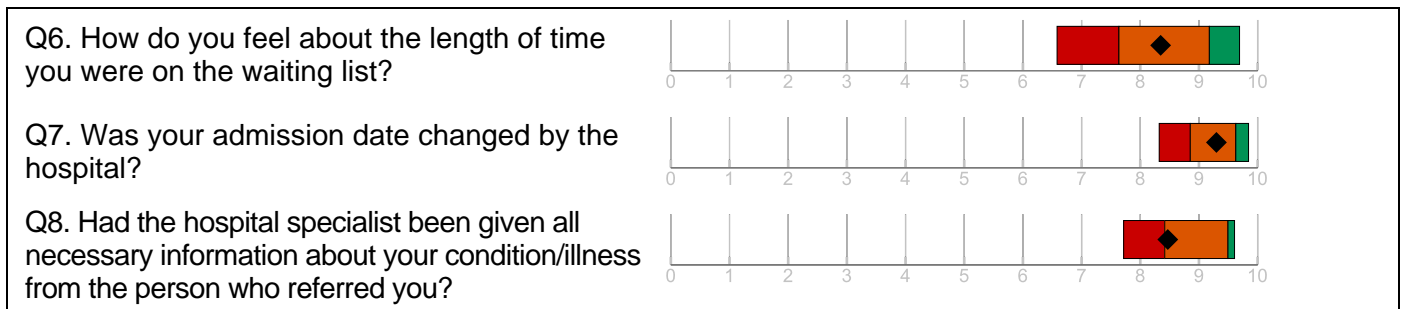 Q6. How do you feel about the length of time
you were on the waiting list?
0 1 2 3 4 5 6 7 8 9 10
Q7. Was your admission date changed by the
hospital?
0 1 2 3 4 5 6 7 8 9 10
Q8. Had the hospital specialist been given all
necessary information about your condition/illness
from the person who referred you?
0 1 2 3 4 5 6 7 8 9 10